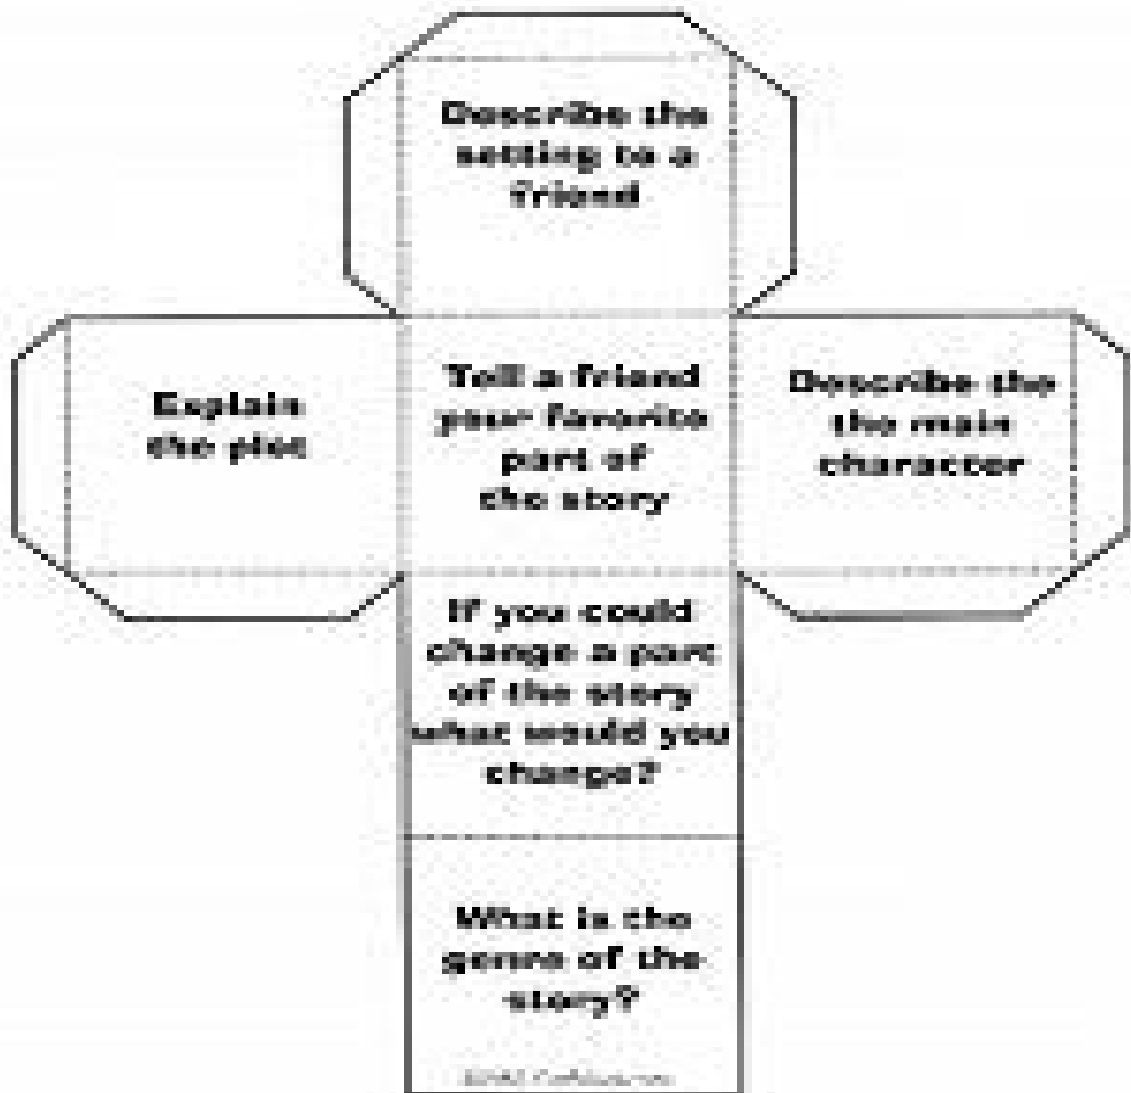 Describe the
setting to a
friend
Explain
the plot
Tell a friend
your favorite
part of
the story
Describe the
the main
character
If you could
change a part
of the story
what would you
change?
What is the
genre of the
story?